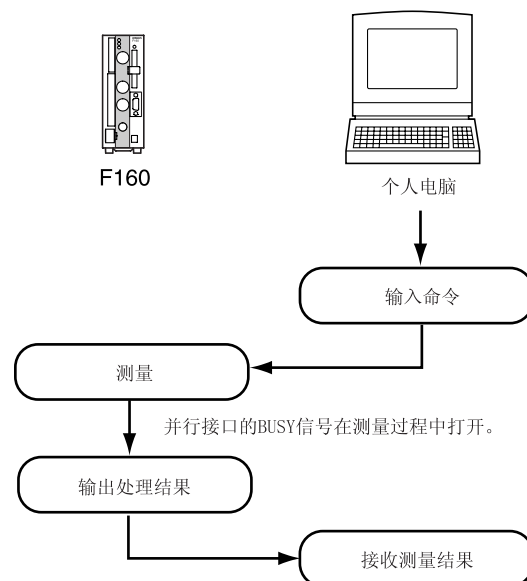 F160
个人电脑
输入命令
测量
并行接口的BUSY信号在测量过程中打开。
输出处理结果
接收测量结果